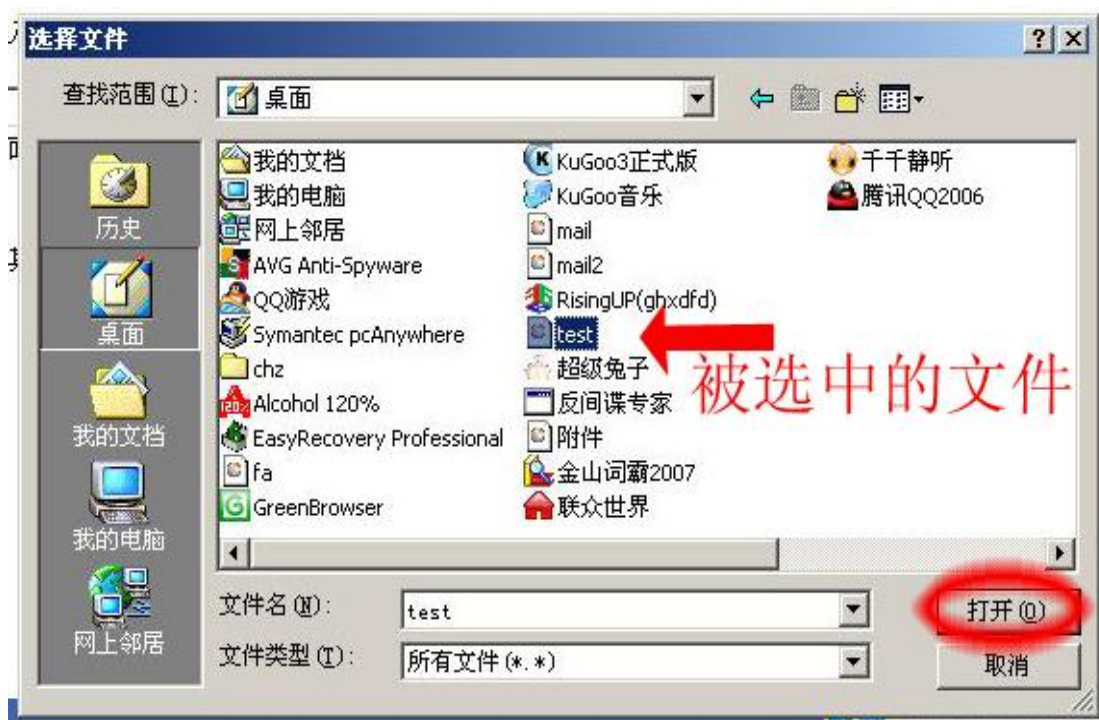 选择文件
查找范围(I):
桌面
历史
桌面
我的文档
我的电脑
网上邻居
我的文档
我的电脑
网上邻居
AVG Anti-Spyware
QQ游戏
Symantec pcAnywhere
chz
Alcohol 120%
EasyRecovery Professional
fa
GreenBrowser
KuGoo3正式版
KuGoo音乐
mail
mail2
RisingUP(ghxdfd)
test
超级兔子
反间谍专家
附件
金山词霸2007
联众世界
千千静听
腾讯QQ2006
被选中的文件
文件名(N):
test
打开(O)
文件类型(T):
所有文件(*.*)
取消